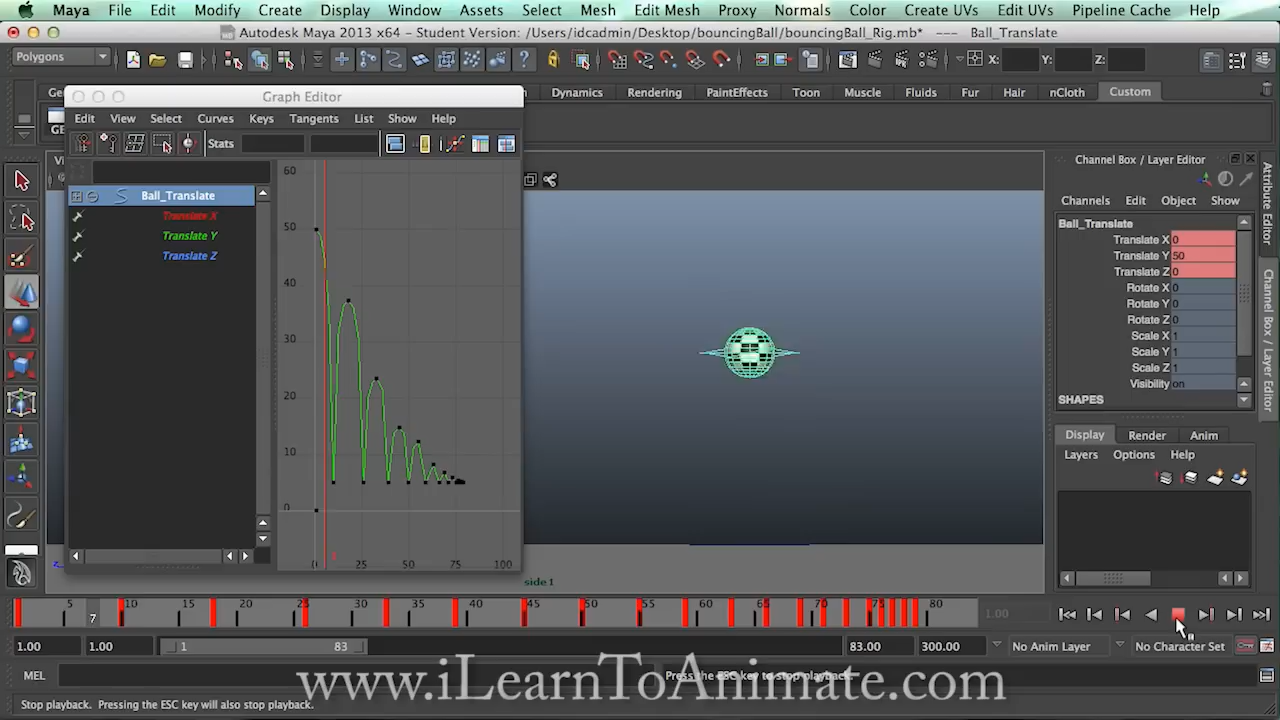 Maya File Edit Modify Create Display Window Assets Select Mesh Edit Mesh Proxy Normals Color Create UVs Edit UVs Pipeline Cache Help
Autodesk Maya 2013 x64 - Student Version: /Users/idcadmin/Desktop/bouncingBall/bouncingBall_Rig.mb* --- Ball_Translate
Polygons X: Y: Z:
Dynamics Rendering PaintEffects Toon Muscle Fluids Fur Hair nCloth Custom
Graph Editor
Edit View Select Curves Keys Tangents List Show Help
Stats
Ball_Translate
Translate X
Translate Y
Translate Z
60
50
40
30
20
10
0
0 25 50 75 100
side1
Channel Box / Layer Editor
Channels Edit Object Show
Ball_Translate
Translate X 0
Translate Y 50
Translate Z 0
Rotate X 0
Rotate Y 0
Rotate Z 0
Scale X 1
Scale Y 1
Scale Z 1
Visibility on
SHAPES
Display Render Anim
Layers Options Help
Attribute Editor
Channel Box / Layer Editor
5 7 10 15 20 25 30 35 40 45 50 55 60 65 70 75 80 1.00
1.00 1.00 1 83 83.00 300.00 No Anim Layer No Character Set
MEL Press the ESC key to stop playback.
www.iLearnToAnimate.com
Stop playback. Pressing the ESC key will also stop playback.